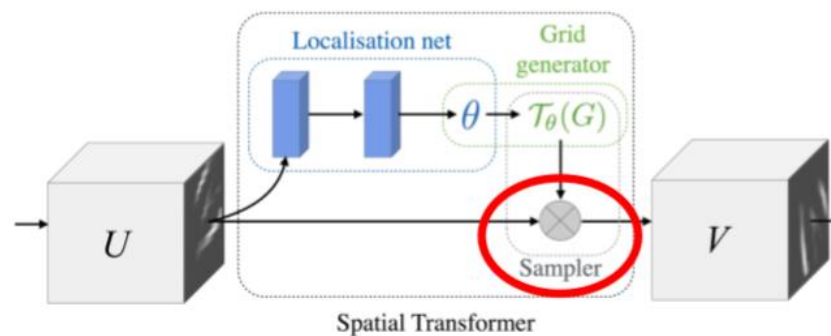 Localisation net
Grid
generator
θ
𝒯θ(G)
U
V
Sampler
Spatial Transformer